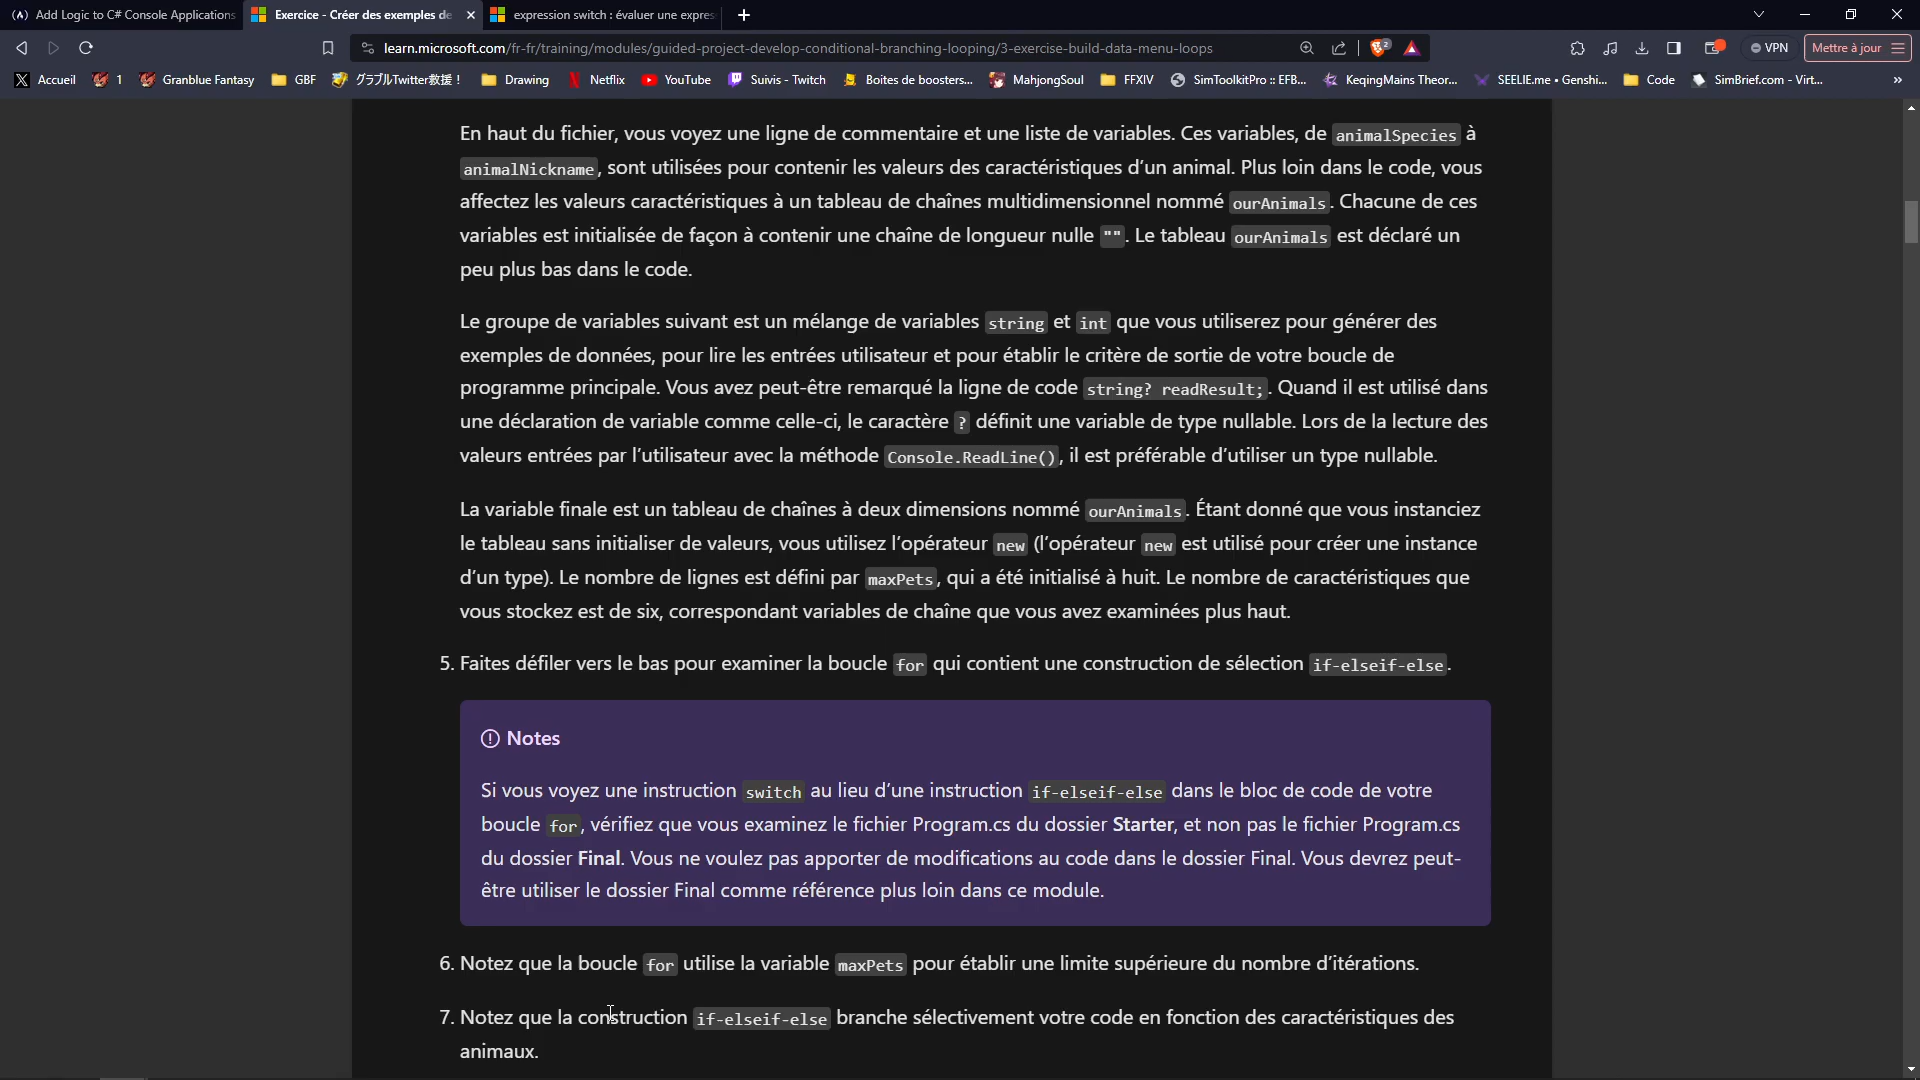 Add Logic to C# Console Applications
Exercice - Créer des exemples de
expression switch : évaluer une expres
learn.microsoft.com/fr-fr/training/modules/guided-project-develop-conditional-branching-looping/3-exercise-build-data-menu-loops
2
VPN
Mettre à jour
Accueil
1
Granblue Fantasy
GBF
グラブルTwitter救援！
Drawing
Netflix
YouTube
Suivis - Twitch
Boites de boosters...
MahjongSoul
FFXIV
SimToolkitPro :: EFB...
KeqingMains Theor...
SEELIE.me • Genshi...
Code
SimBrief.com - Virt...
»
En haut du fichier, vous voyez une ligne de commentaire et une liste de variables. Ces variables, de animalSpecies à
animalNickname, sont utilisées pour contenir les valeurs des caractéristiques d’un animal. Plus loin dans le code, vous
affectez les valeurs caractéristiques à un tableau de chaînes multidimensionnel nommé ourAnimals. Chacune de ces
variables est initialisée de façon à contenir une chaîne de longueur nulle "". Le tableau ourAnimals est déclaré un
peu plus bas dans le code.
Le groupe de variables suivant est un mélange de variables string et int que vous utiliserez pour générer des
exemples de données, pour lire les entrées utilisateur et pour établir le critère de sortie de votre boucle de
programme principale. Vous avez peut-être remarqué la ligne de code string? readResult;. Quand il est utilisé dans
une déclaration de variable comme celle-ci, le caractère ? définit une variable de type nullable. Lors de la lecture des
valeurs entrées par l’utilisateur avec la méthode Console.ReadLine(), il est préférable d’utiliser un type nullable.
La variable finale est un tableau de chaînes à deux dimensions nommé ourAnimals. Étant donné que vous instanciez
le tableau sans initialiser de valeurs, vous utilisez l’opérateur new (l’opérateur new est utilisé pour créer une instance
d’un type). Le nombre de lignes est défini par maxPets, qui a été initialisé à huit. Le nombre de caractéristiques que
vous stockez est de six, correspondant variables de chaîne que vous avez examinées plus haut.
5. Faites défiler vers le bas pour examiner la boucle for qui contient une construction de sélection if-elseif-else.
Notes
Si vous voyez une instruction switch au lieu d’une instruction if-elseif-else dans le bloc de code de votre
boucle for, vérifiez que vous examinez le fichier Program.cs du dossier Starter, et non pas le fichier Program.cs
du dossier Final. Vous ne voulez pas apporter de modifications au code dans le dossier Final. Vous devrez peut-
être utiliser le dossier Final comme référence plus loin dans ce module.
6. Notez que la boucle for utilise la variable maxPets pour établir une limite supérieure du nombre d’itérations.
7. Notez que la construction if-elseif-else branche sélectivement votre code en fonction des caractéristiques des
animaux.